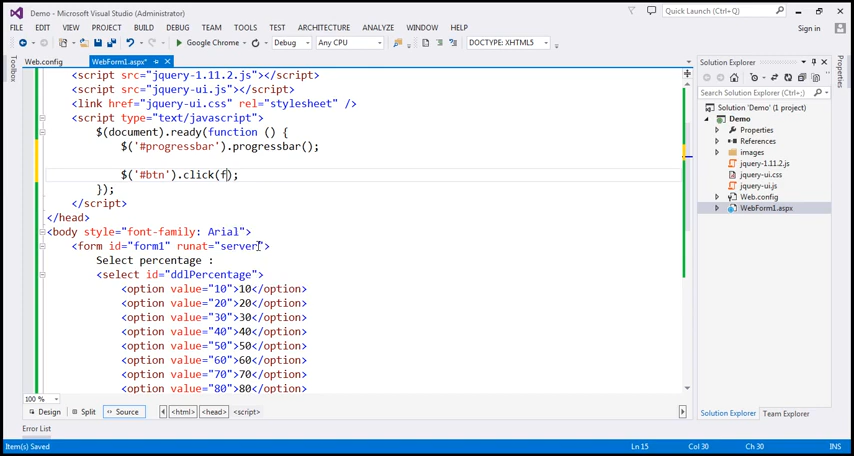 Demo - Microsoft Visual Studio (Administrator)
Quick Launch (Ctrl+Q)
FILE EDIT VIEW PROJECT BUILD DEBUG TEAM TOOLS TEST ARCHITECTURE ANALYZE WINDOW HELP
Sign in
Google Chrome Debug Any CPU DOCTYPE: XHTML5
Toolbox
Web.config WebForm1.aspx*
<script src="jquery-1.11.2.js"></script>
<script src="jquery-ui.js"></script>
<link href="jquery-ui.css" rel="stylesheet" />
<script type="text/javascript">
$(document).ready(function () {
$('#progressbar').progressbar();
$('#btn').click(f);
});
</script>
</head>
<body style="font-family: Arial">
<form id="form1" runat="server">
Select percentage :
<select id="ddlPercentage">
<option value="10">10</option>
<option value="20">20</option>
<option value="30">30</option>
<option value="40">40</option>
<option value="50">50</option>
<option value="60">60</option>
<option value="70">70</option>
<option value="80">80</option>
100 %
Design Split Source <html> <head> <script>
Error List
Solution Explorer
Search Solution Explorer (Ctrl+;)
Solution 'Demo' (1 project)
Demo
Properties
References
images
jquery-1.11.2.js
jquery-ui.css
jquery-ui.js
Web.config
WebForm1.aspx
Solution Explorer Team Explorer
Properties
Item(s) Saved Ln 15 Col 30 Ch 30 INS